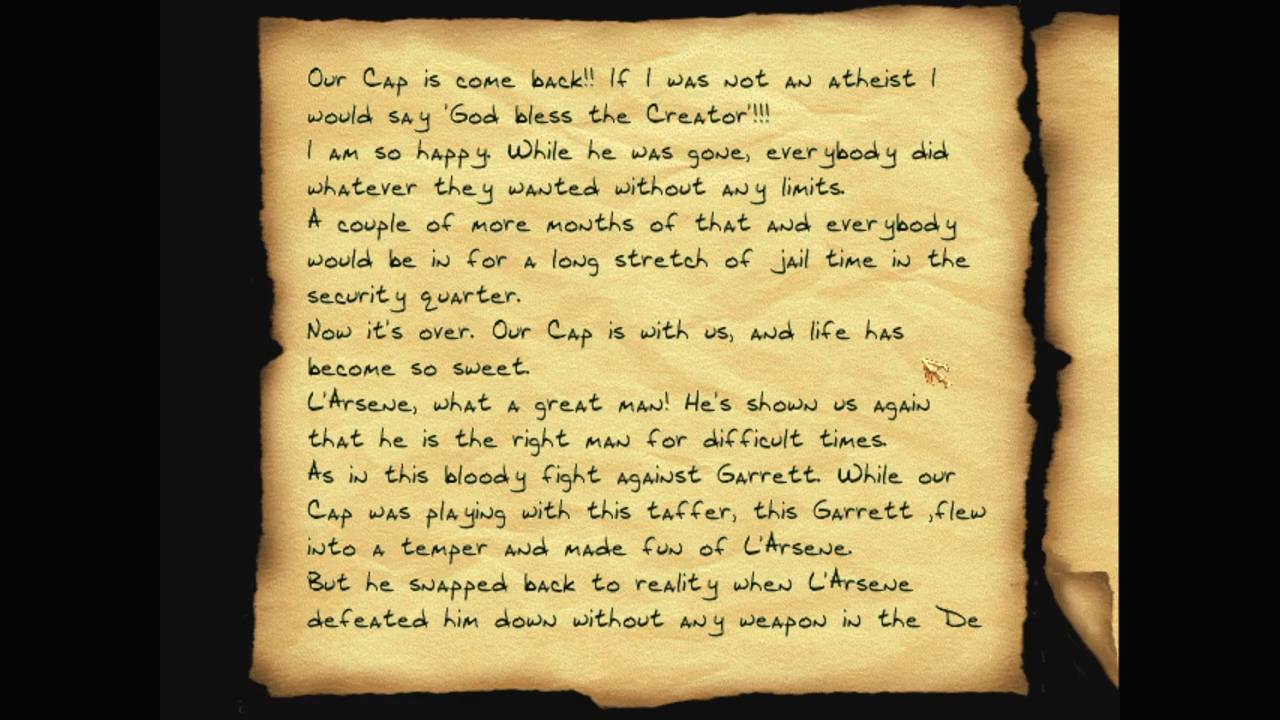 Our Cap is come back!! If I was not an atheist I
would say 'God bless the Creator'!!!
I am so happy. While he was gone, everybody did
whatever they wanted without any limits.
A couple of more months of that and everybody
would be in for a long stretch of jail time in the
security quarter.
Now it's over. Our Cap is with us, and life has
become so sweet.
L'Arsene, what a great man! He's shown us again
that he is the right man for difficult times.
As in this bloody fight against Garrett. While our
Cap was playing with this taffer, this Garrett ,flew
into a temper and made fun of L'Arsene.
But he snapped back to reality when L'Arsene
defeated him down without any weapon in the 'De